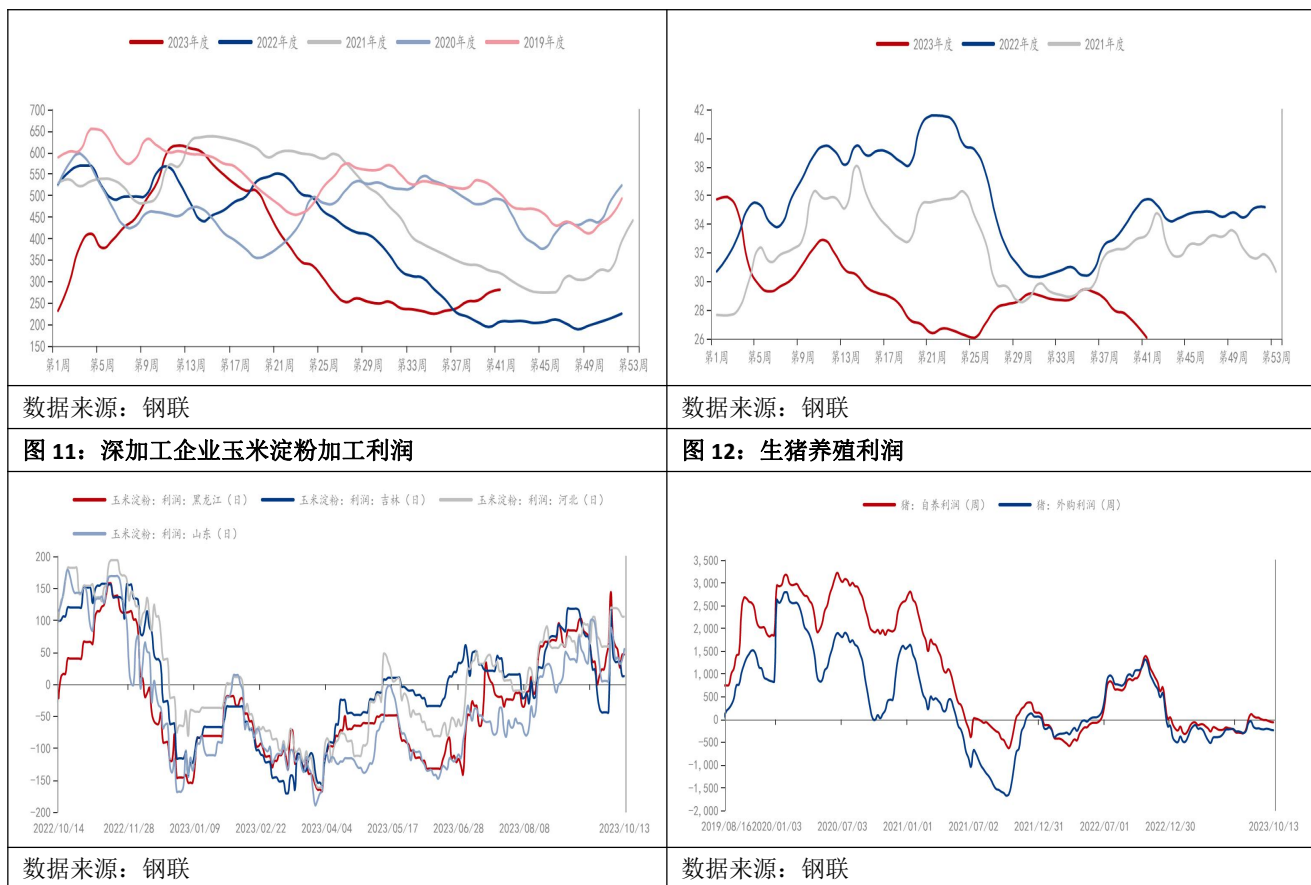 2023年度 2022年度 2021年度 2020年度 2019年度
700
650
600
550
500
450
400
350
300
250
200
150
第1周 第5周 第9周 第13周 第17周 第21周 第25周 第29周 第33周 第37周 第41周 第45周 第49周 第53周
数据来源：钢联
2023年度 2022年度 2021年度
42
40
38
36
34
32
30
28
26
第1周 第5周 第9周 第13周 第17周 第21周 第25周 第29周 第33周 第37周 第41周 第45周 第49周 第53周
数据来源：钢联
图 11：深加工企业玉米淀粉加工利润
玉米淀粉：利润：黑龙江（日） 玉米淀粉：利润：吉林（日） 玉米淀粉：利润：河北（日）
玉米淀粉：利润：山东（日）
200
150
100
50
0
-50
-100
-150
-200
2022/10/14 2022/11/28 2023/01/09 2023/02/22 2023/04/04 2023/05/17 2023/06/28 2023/08/08 2023/10/13
数据来源：钢联
图 12：生猪养殖利润
猪：自养利润（周） 猪：外购利润（周）
3,500
3,000
2,500
2,000
1,500
1,000
500
0
-500
-1,000
-1,500
-2,000
2019/08/16 2020/01/03 2020/07/03 2021/01/01 2021/07/02 2021/12/31 2022/07/01 2022/12/30 2023/10/13
数据来源：钢联